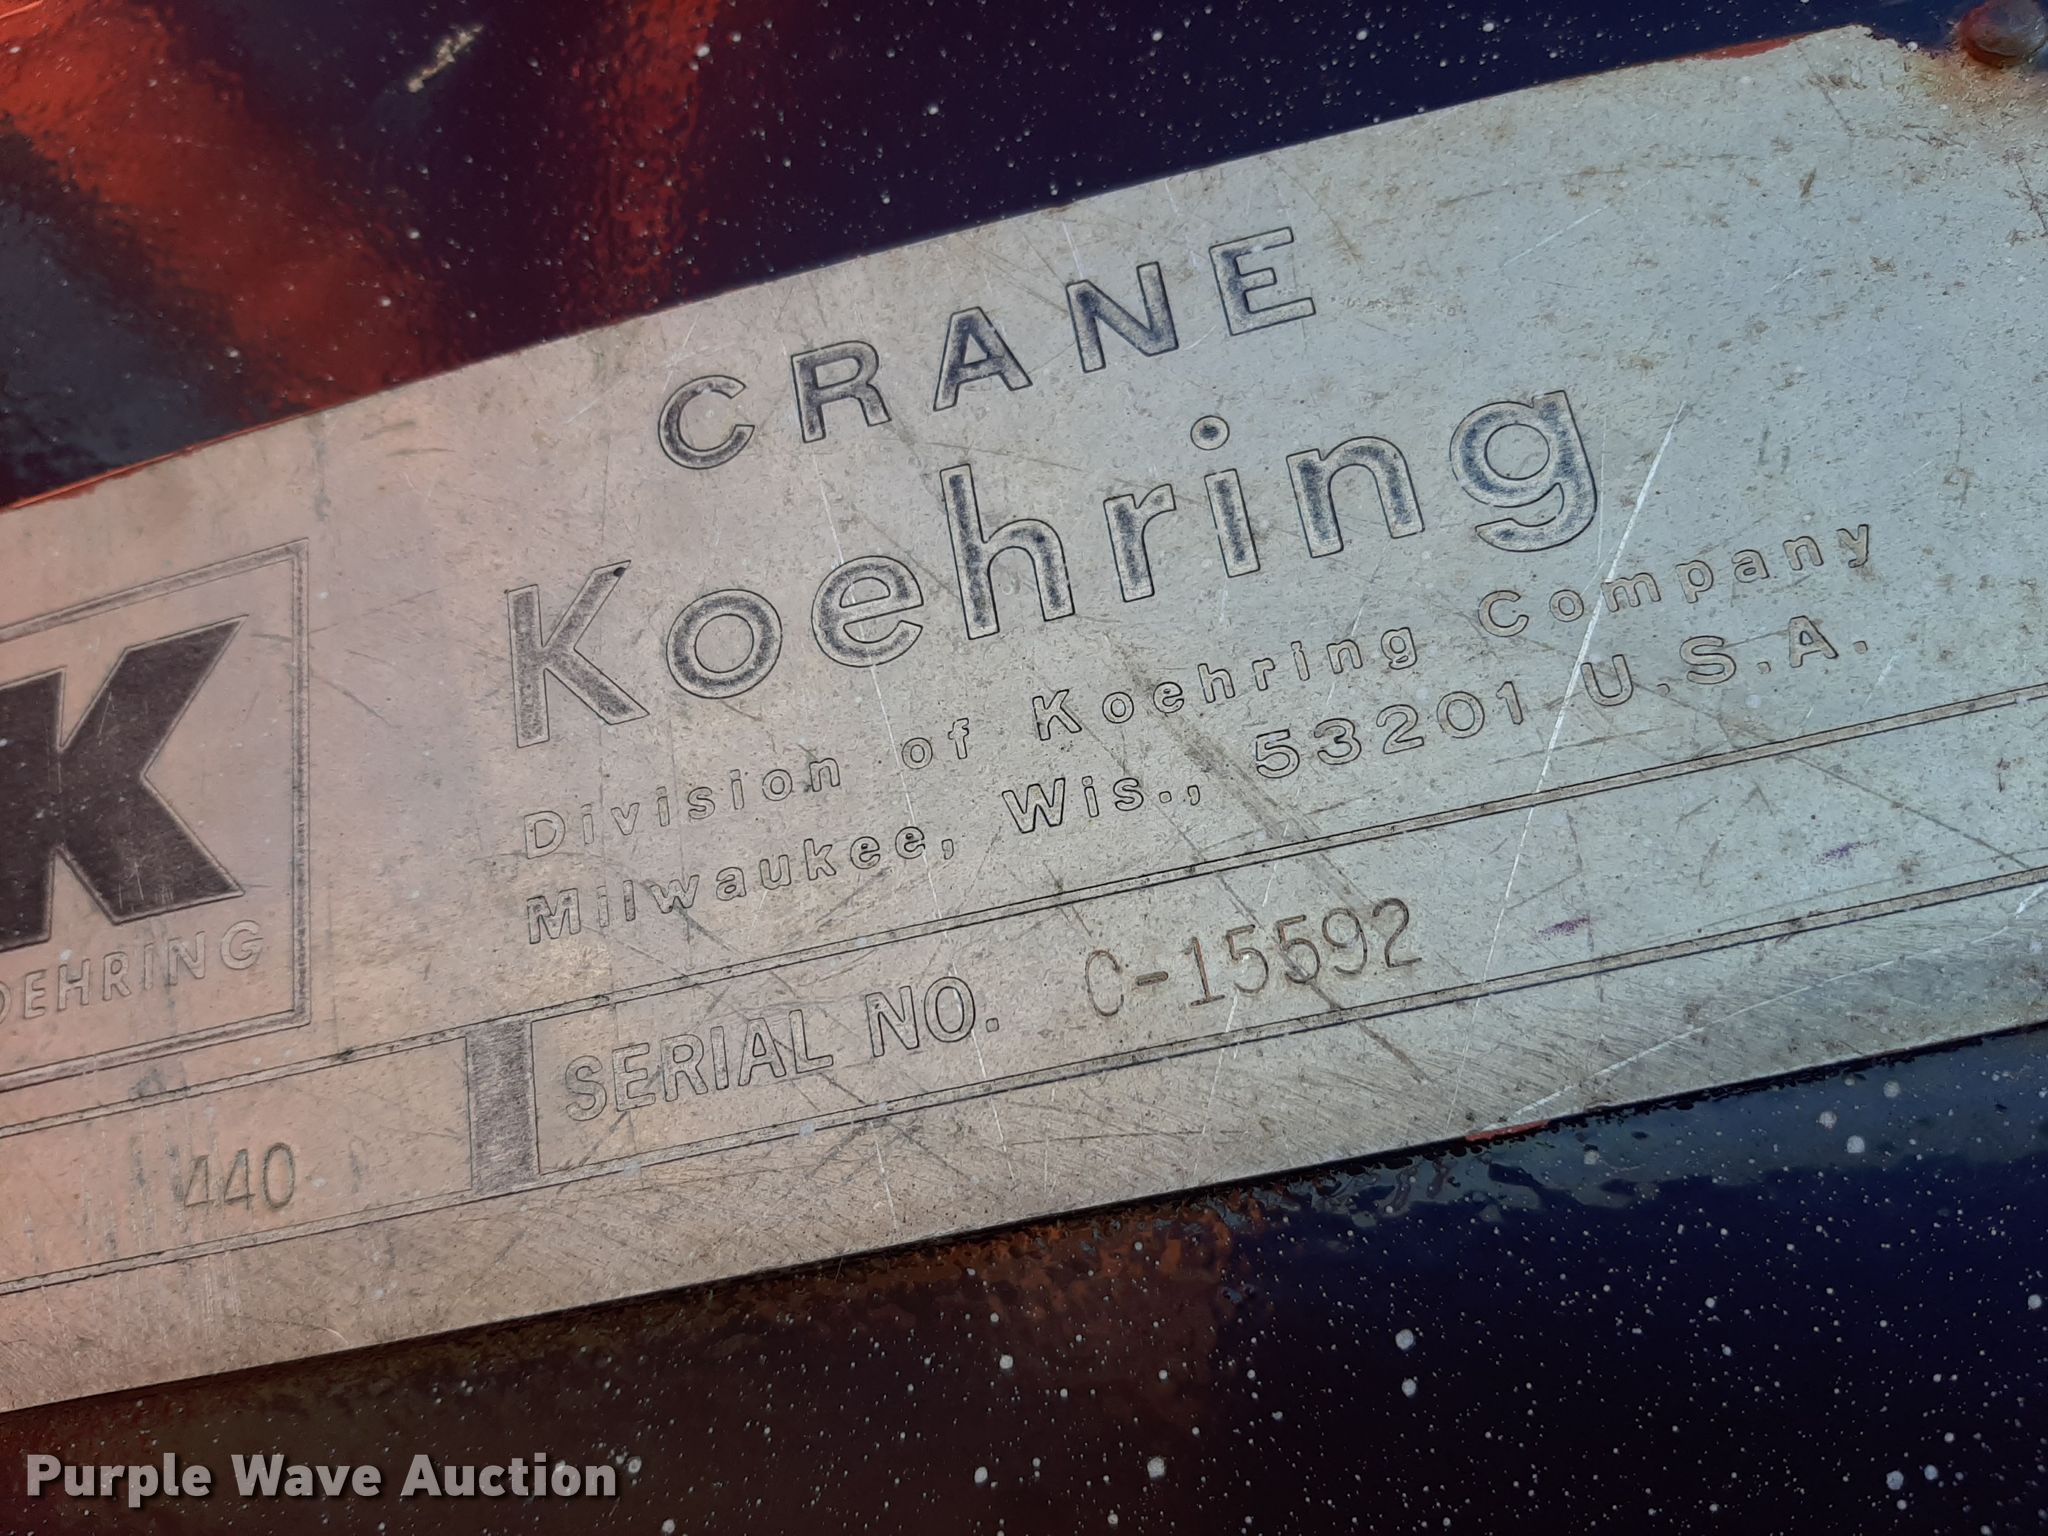 CRANE
Koehring
Division of Koehring Company
Milwaukee, Wis., 53201 U.S.A.
K
OEHRING
SERIAL NO. C-15592
440
Purple Wave Auction